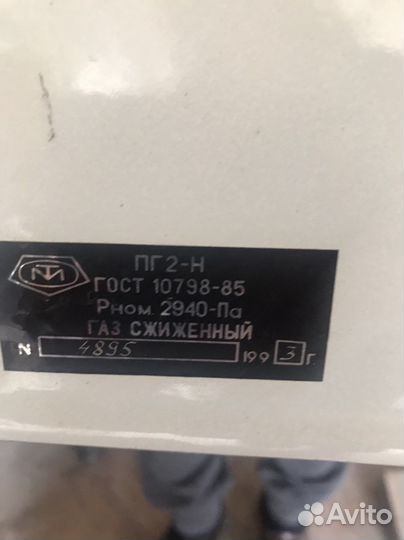 ПГ2-Н
ГОСТ 10798-85
Рном. 2940-Па
ГАЗ СЖИЖЕННЫЙ
N 4895 199 3 г.
Avito